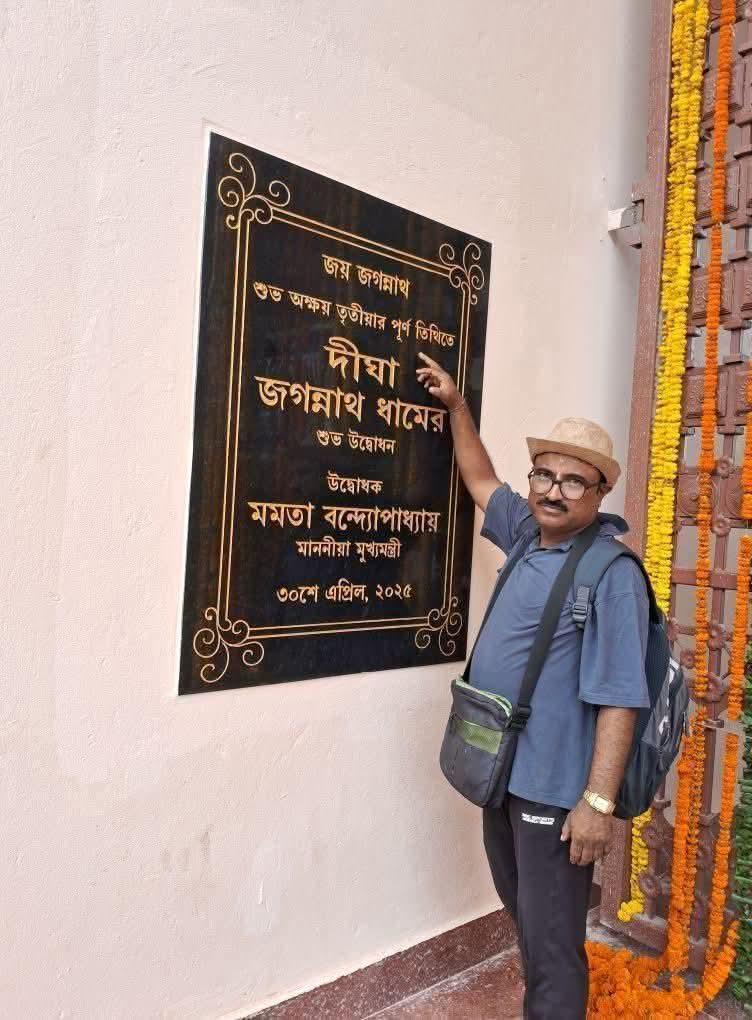 জয় জগন্নাথ
শুভ অক্ষয় তৃতীয়ার পূর্ণ তিথিতে
দীঘা
জগন্নাথ ধামের
শুভ উদ্বোধন
উদ্বোধক
মমতা বন্দ্যোপাধ্যায়
মাননীয়া মুখ্যমন্ত্রী
৩০শে এপ্রিল, ২০২৫